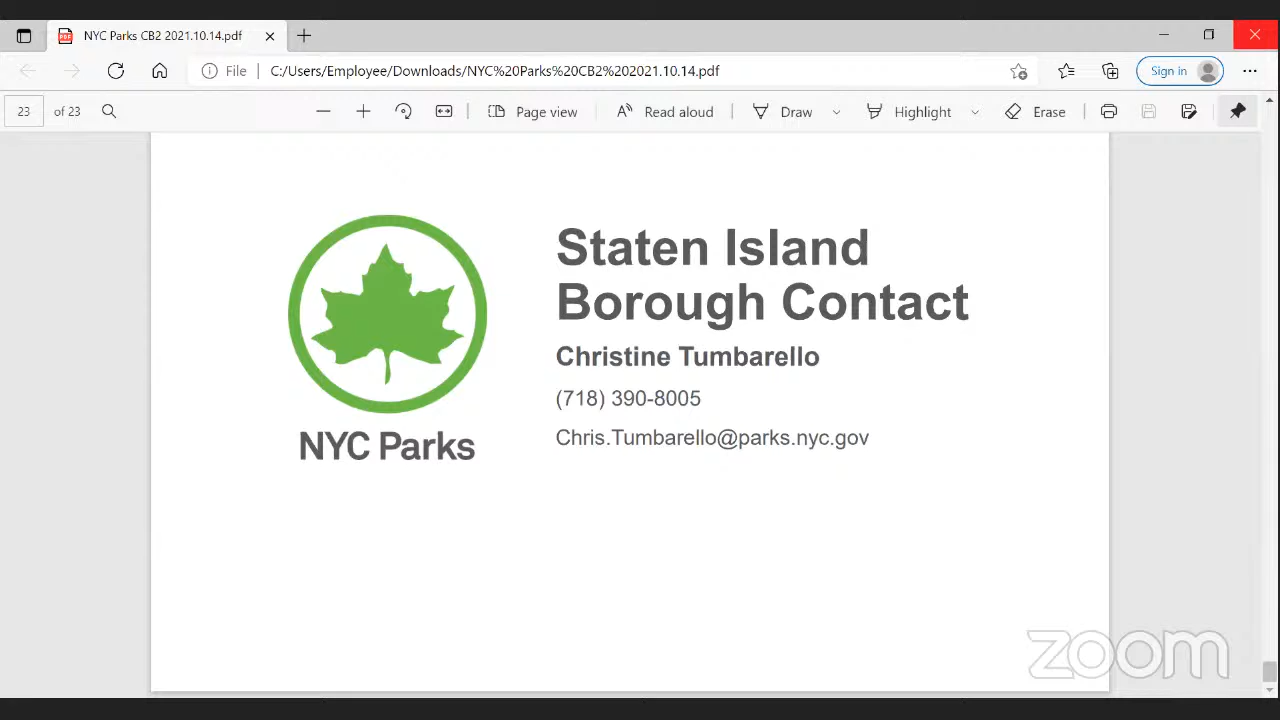 NYC Parks CB2 2021.10.14.pdf
File
C:/Users/Employee/Downloads/NYC%20Parks%20CB2%202021.10.14.pdf
Sign in
23 of 23
Page view
Read aloud
Draw
Highlight
Erase
Staten Island
Borough Contact
Christine Tumbarello
(718) 390-8005
Chris.Tumbarello@parks.nyc.gov
NYC Parks
zoom